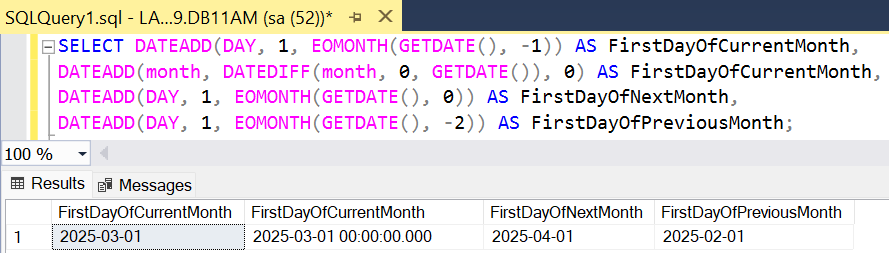 SQLQuery1.sql - LA...9.DB11AM (sa (52))*
SELECT DATEADD(DAY, 1, EOMONTH(GETDATE(), -1)) AS FirstDayOfCurrentMonth,
DATEADD(month, DATEDIFF(month, 0, GETDATE()), 0) AS FirstDayOfCurrentMonth,
DATEADD(DAY, 1, EOMONTH(GETDATE(), 0)) AS FirstDayOfNextMonth,
DATEADD(DAY, 1, EOMONTH(GETDATE(), -2)) AS FirstDayOfPreviousMonth;
100 %
Results Messages
FirstDayOfCurrentMonth FirstDayOfCurrentMonth FirstDayOfNextMonth FirstDayOfPreviousMonth
1 2025-03-01 2025-03-01 00:00:00.000 2025-04-01 2025-02-01